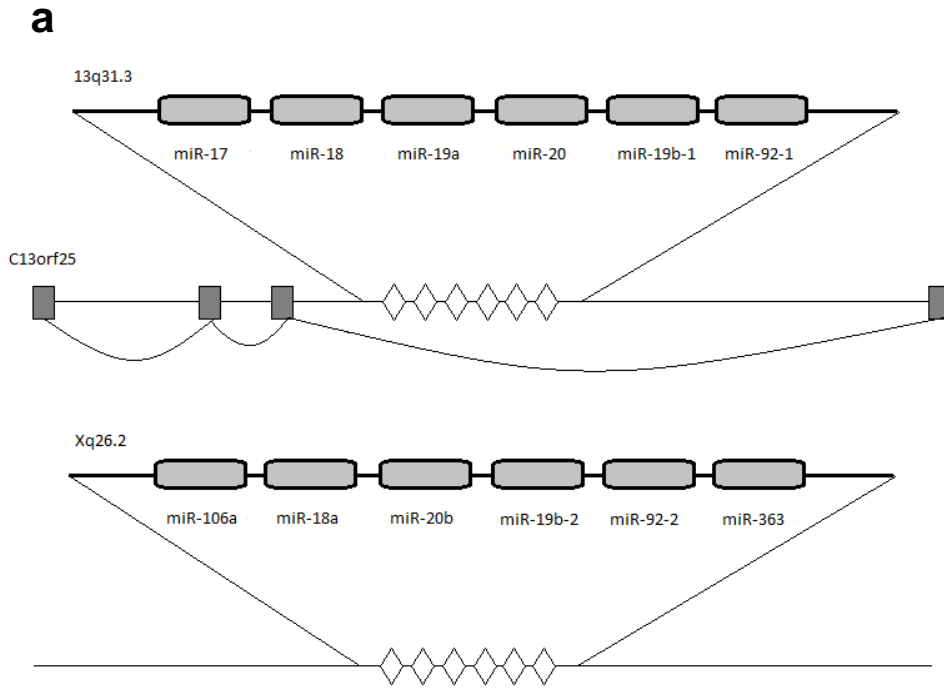 a
13q31.3
miR-17 miR-18 miR-19a miR-20 miR-19b-1 miR-92-1
C13orf25
Xq26.2
miR-106a miR-18a miR-20b miR-19b-2 miR-92-2 miR-363